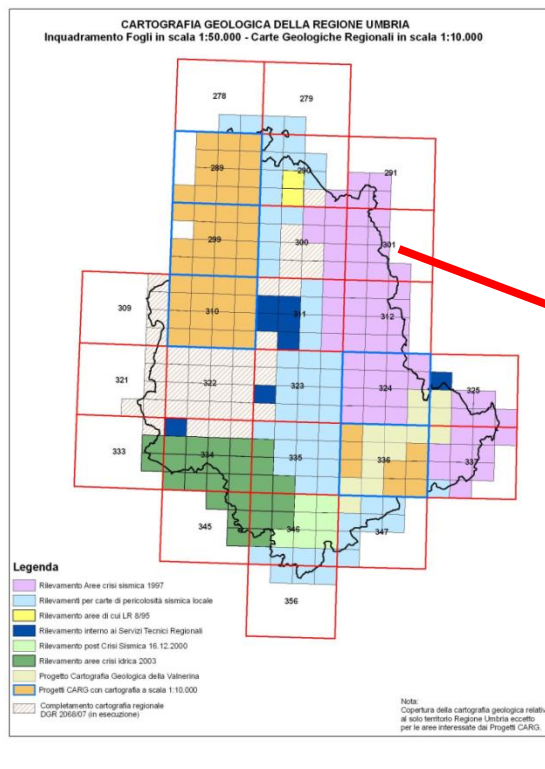 CARTOGRAFIA GEOLOGICA DELLA REGIONE UMBRIA
Inquadramento Fogli in scala 1:50.000 - Carte Geologiche Regionali in scala 1:10.000
278
279
289
290
291
299
300
301
309
310
311
312
321
322
323
324
325
333
334
335
336
337
345
346
347
356
Legenda
Rilevamento Aree crisi sismica 1997
Rilevamenti per carte di pericolosità sismica locale
Rilevamento aree di cui LR 8/95
Rilevamento interno ai Servizi Tecnici Regionali
Rilevamento post Crisi Sismica 16.12.2000
Rilevamento aree crisi idrica 2003
Progetto Cartografia Geologica della Valnerina
Progetti CARG con cartografia a scala 1:10.000
Completamento cartografia regionale
DGR 2068/07 (in esecuzione)
Nota:
Copertura della cartografia geologica relativa
al solo territorio Regione Umbria eccetto
per le aree interessate dai Progetti CARG.